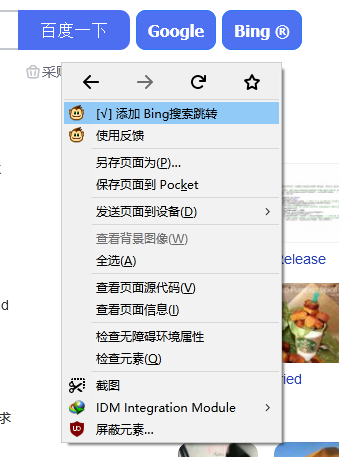 百度一下 Google Bing ®
采购
[√] 添加 Bing搜索跳转
使用反馈
另存页面为(P)...
保存页面到 Pocket
发送页面到设备(D)
查看背景图像(W)
全选(A)
查看页面源代码(V)
Release
查看页面信息(I)
d
检查无障碍环境属性
检查元素(Q)
ried
截图
IDM Integration Module
求
屏蔽元素...